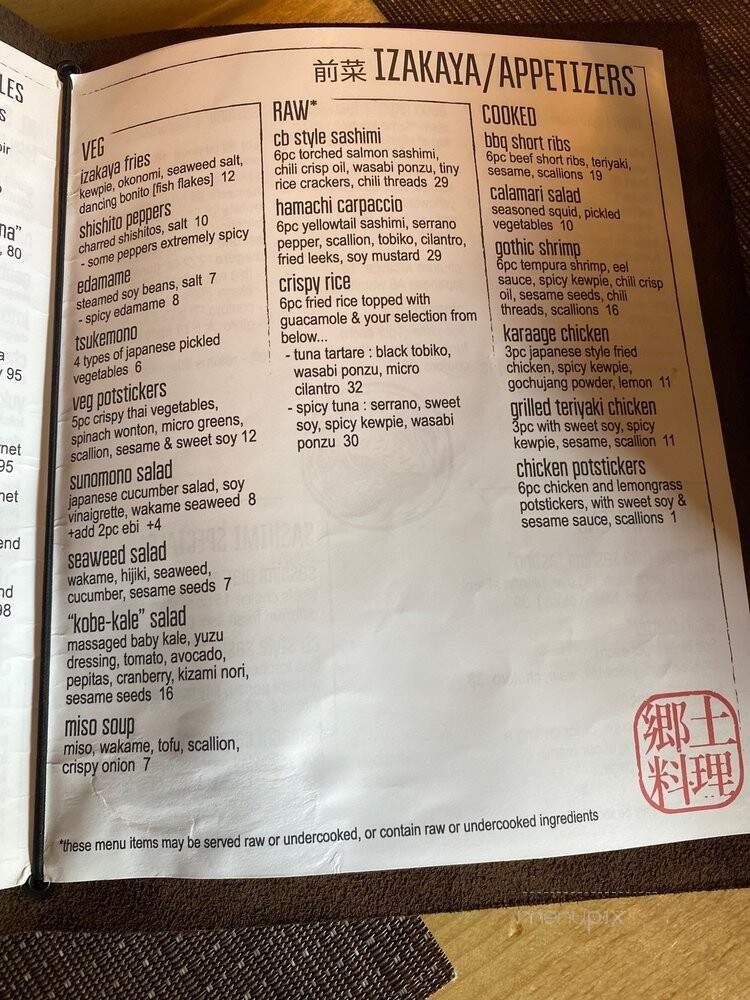 LES
S
oir
na"
, 80
a
y 95
rnet
95
net
end
nd
98
前菜 IZAKAYA/APPETIZERS
VEG
izakaya fries
kewpie, okonomi, seaweed salt,
dancing bonito [fish flakes] 12
shishito peppers
charred shishitos, salt 10
- some peppers extremely spicy
edamame
steamed soy beans, salt 7
- spicy edamame 8
tsukemono
4 types of japanese pickled
vegetables 6
veg potstickers
5pc crispy thai vegetables,
spinach wonton, micro greens,
scallion, sesame & sweet soy 12
sunomono salad
japanese cucumber salad, soy
vinaigrette, wakame seaweed 8
+add 2pc ebi +4
seaweed salad
wakame, hijiki, seaweed,
cucumber, sesame seeds 7
"kobe-kale" salad
massaged baby kale, yuzu
dressing, tomato, avocado,
pepitas, cranberry, kizami nori,
sesame seeds 16
miso soup
miso, wakame, tofu, scallion,
crispy onion 7
RAW*
cb style sashimi
6pc torched salmon sashimi,
chili crisp oil, wasabi ponzu, tiny
rice crackers, chili threads 29
hamachi carpaccio
6pc yellowtail sashimi, serrano
pepper, scallion, tobiko, cilantro,
fried leeks, soy mustard 29
crispy rice
6pc fried rice topped with
guacamole & your selection from
below...
- tuna tartare : black tobiko,
wasabi ponzu, micro
cilantro 32
- spicy tuna : serrano, sweet
soy, spicy kewpie, wasabi
ponzu 30
COOKED
bbq short ribs
6pc beef short ribs, teriyaki,
sesame, scallions 19
calamari salad
seasoned squid, pickled
vegetables 10
gothic shrimp
6pc tempura shrimp, eel
sauce, spicy kewpie, chili crisp
oil, sesame seeds, chili
threads, scallions 16
karaage chicken
3pc japanese style fried
chicken, spicy kewpie,
gochujang powder, lemon 11
grilled teriyaki chicken
3pc with sweet soy, spicy
kewpie, sesame, scallion 11
chicken potstickers
6pc chicken and lemongrass
potstickers, with sweet soy &
sesame sauce, scallions 1
郷土
料理
*these menu items may be served raw or undercooked, or contain raw or undercooked ingredients
menupix